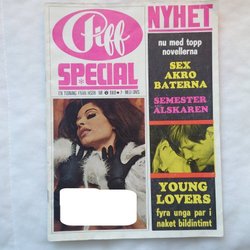 Piff
SPECIAL
NYHET
nu med topp
novellerna
SEX
AKRO
BATERNA
SEMESTER
ÄLSKAREN
YOUNG
LOVERS
fyra unga par i
naket bildintimt